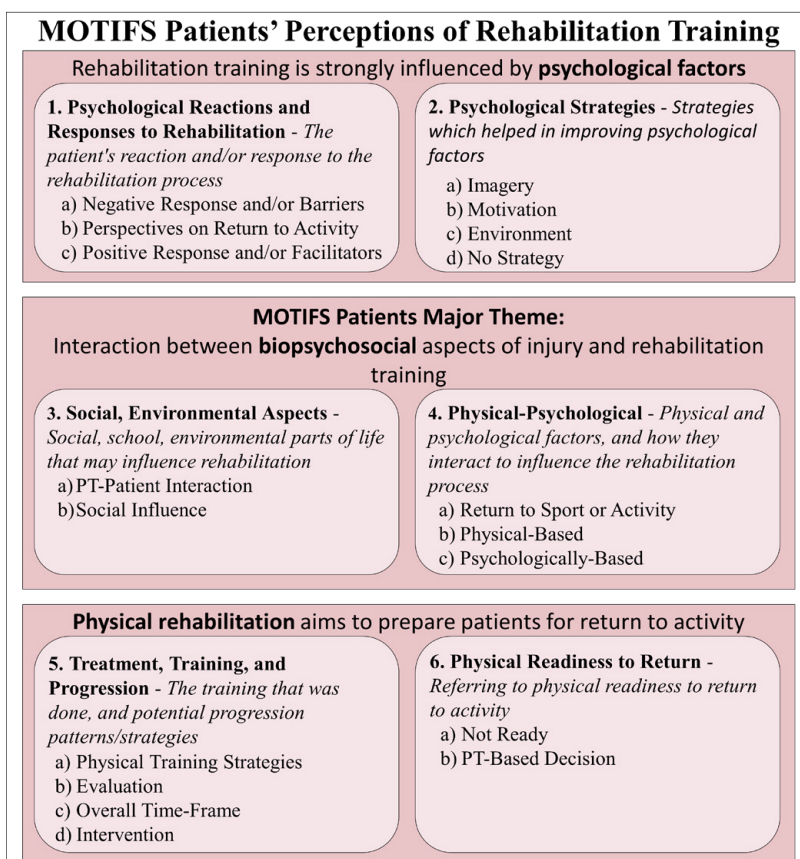 MOTIFS Patients' Perceptions of Rehabilitation Training
Rehabilitation training is strongly influenced by psychological factors
1. Psychological Reactions and
Responses to Rehabilitation - The
patient's reaction and/or response to the
rehabilitation process
a) Negative Response and/or Barriers
b) Perspectives on Return to Activity
c) Positive Response and/or Facilitators
2. Psychological Strategies - Strategies
which helped in improving psychological
factors
a) Imagery
b) Motivation
c) Environment
d) No Strategy
MOTIFS Patients Major Theme:
Interaction between biopsychosocial aspects of injury and rehabilitation
training
3. Social, Environmental Aspects -
Social, school, environmental parts of life
that may influence rehabilitation
a) PT-Patient Interaction
b) Social Influence
4. Physical-Psychological - Physical and
psychological factors, and how they
interact to influence the rehabilitation
process
a) Return to Sport or Activity
b) Physical-Based
c) Psychologically-Based
Physical rehabilitation aims to prepare patients for return to activity
5. Treatment, Training, and
Progression - The training that was
done, and potential progression
patterns/strategies
a) Physical Training Strategies
b) Evaluation
c) Overall Time-Frame
d) Intervention
6. Physical Readiness to Return -
Referring to physical readiness to return
to activity
a) Not Ready
b) PT-Based Decision